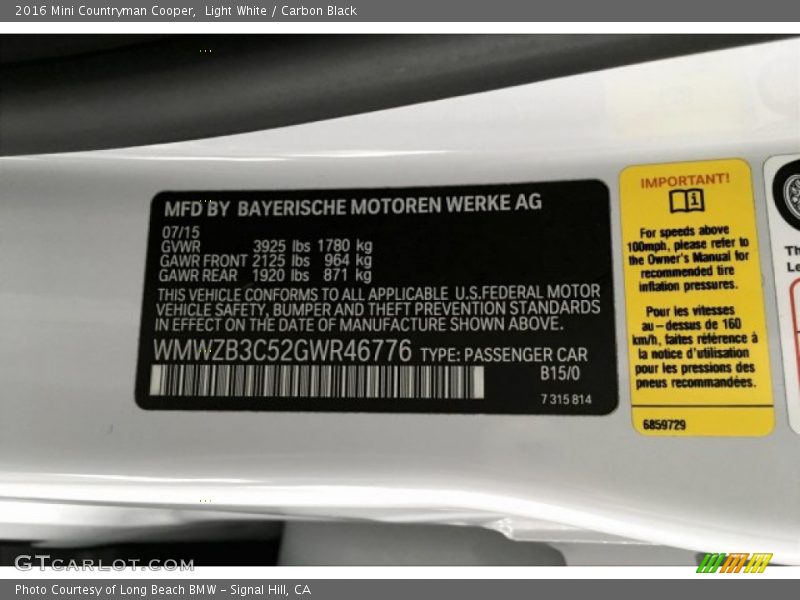 2016 Mini Countryman Cooper,  Light White / Carbon Black
MFD BY BAYERISCHE MOTOREN WERKE AG
07/15
GVWR 3925 lbs 1780 kg
GAWR FRONT 2125 lbs 964 kg
GAWR REAR 1920 lbs 871 kg
THIS VEHICLE CONFORMS TO ALL APPLICABLE U.S.FEDERAL MOTOR
VEHICLE SAFETY, BUMPER AND THEFT PREVENTION STANDARDS
IN EFFECT ON THE DATE OF MANUFACTURE SHOWN ABOVE.
WMWZB3C52GWR46776 TYPE: PASSENGER CAR
B15/0
7 315 814
IMPORTANT!
For speeds above
100mph, please refer to
the Owner's Manual for
recommended tire
inflation pressures.
Pour les vitesses
au-dessus de 160
km/h, faites référence à
la notice d'utilisation
pour les pressions des
pneus recommandées.
6859729
Th
Le
GTCARLOT.COM
Photo Courtesy of Long Beach BMW - Signal Hill, CA